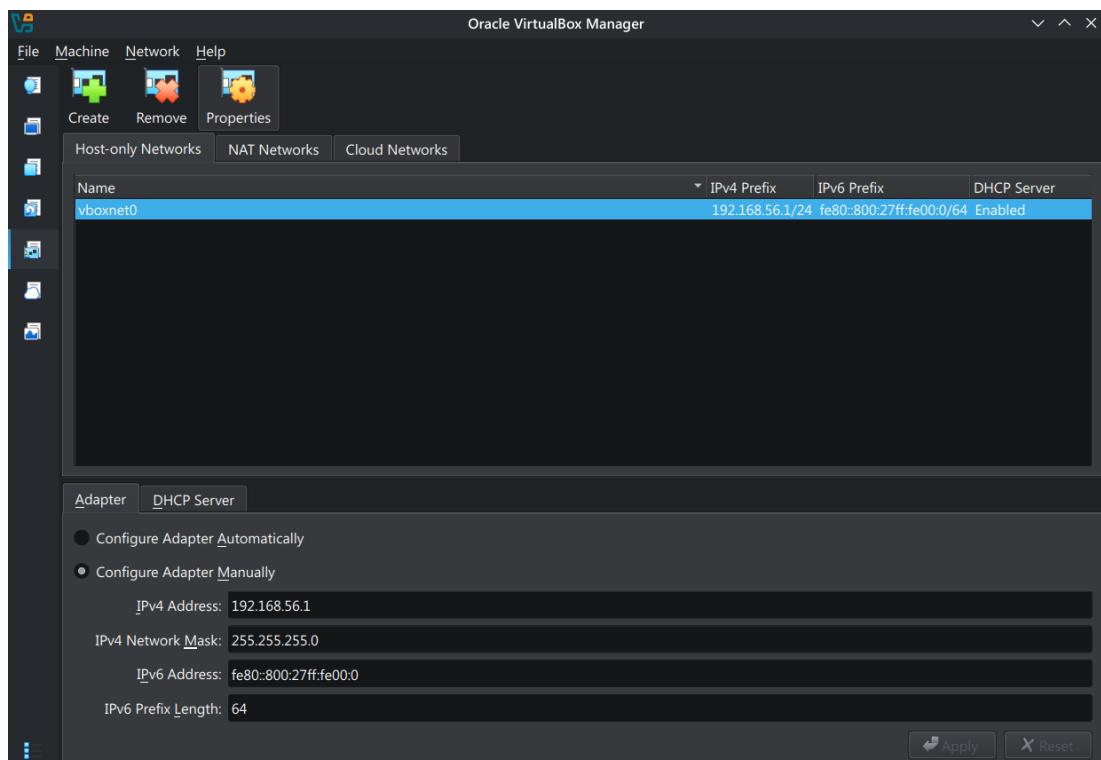 Oracle VirtualBox Manager
File Machine Network Help
Create Remove Properties
Host-only Networks NAT Networks Cloud Networks
Name IPv4 Prefix IPv6 Prefix DHCP Server
vboxnet0 192.168.56.1/24 fe80::800:27ff:fe00:0/64 Enabled
Adapter DHCP Server
Configure Adapter Automatically
Configure Adapter Manually
IPv4 Address: 192.168.56.1
IPv4 Network Mask: 255.255.255.0
IPv6 Address: fe80::800:27ff:fe00:0
IPv6 Prefix Length: 64
Apply Reset